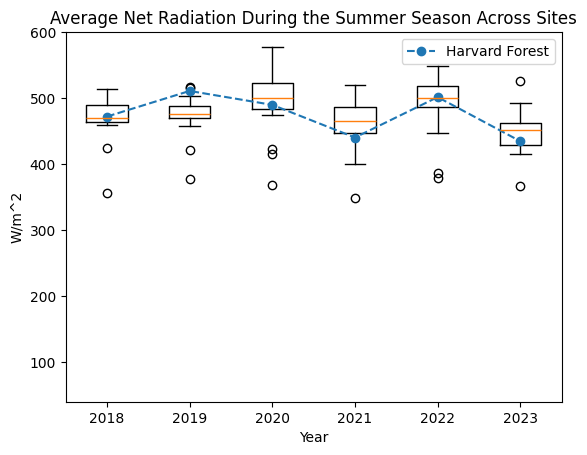 Average Net Radiation During the Summer Season Across Sites
600
Harvard Forest
500
400
300
200
100
W/m^2
2018 2019 2020 2021 2022 2023
Year